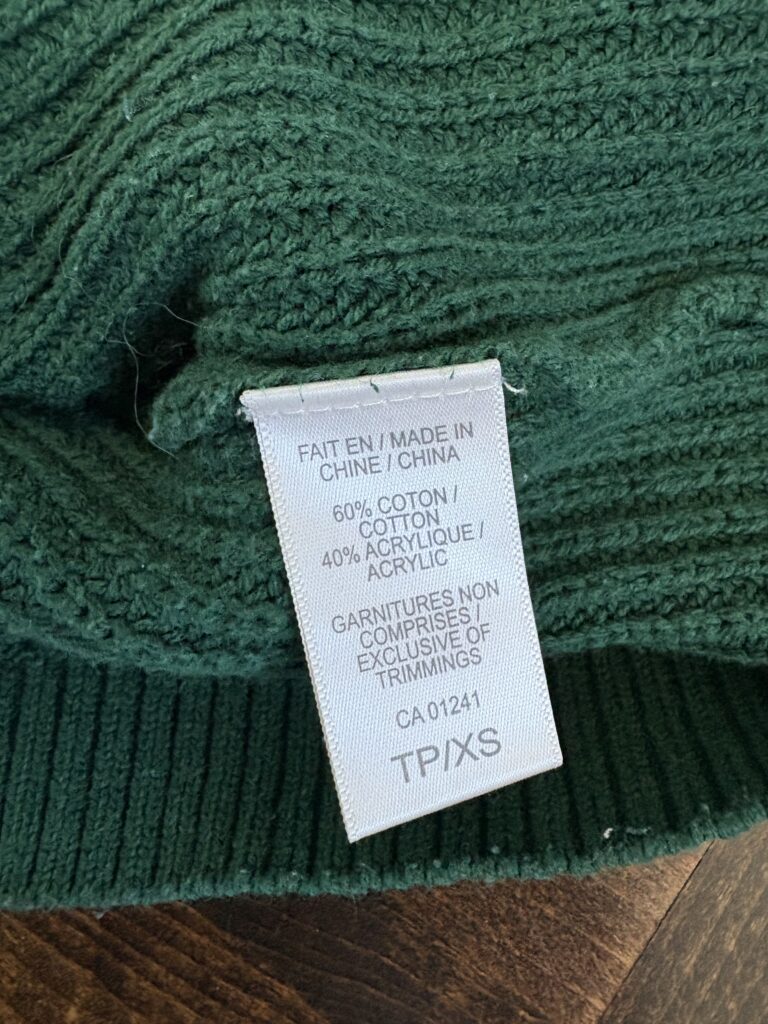 FAIT EN / MADE IN
CHINE / CHINA
60% COTON /
COTTON
40% ACRYLIQUE /
ACRYLIC
GARNITURES NON
COMPRISES /
EXCLUSIVE OF
TRIMMINGS
CA 01241
TP/XS